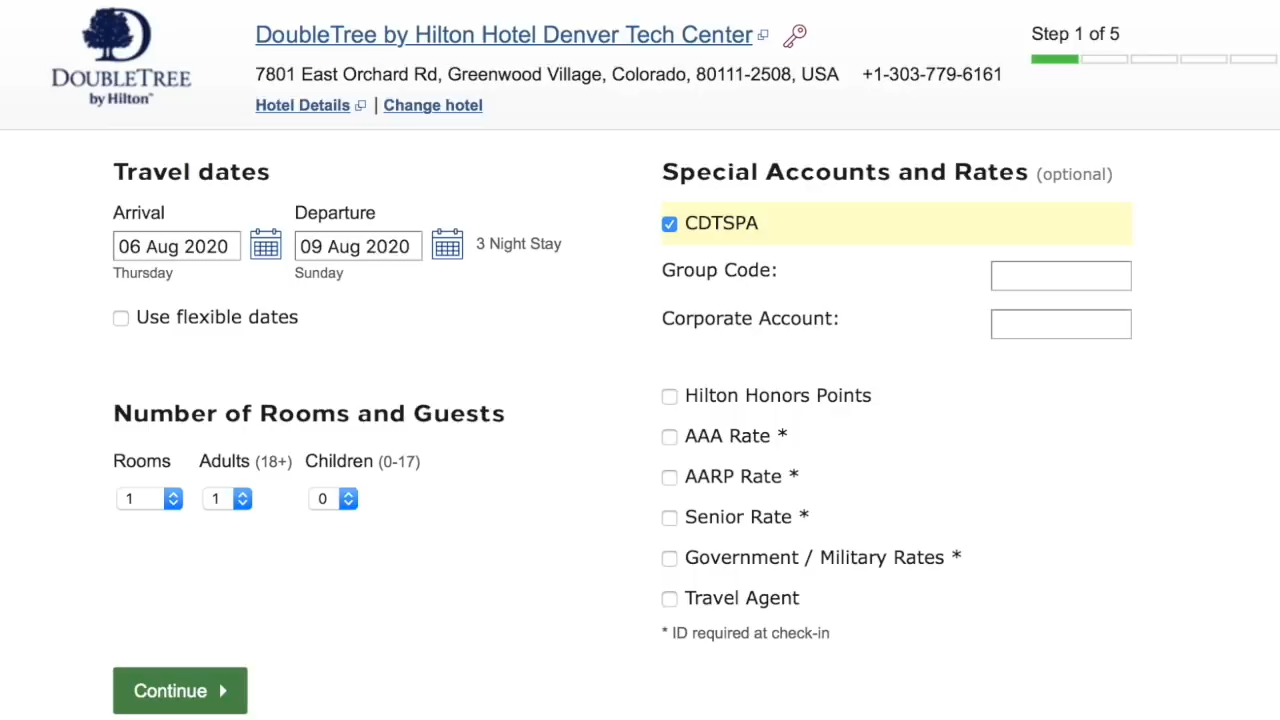 DOUBLETREE
by Hilton™
DoubleTree by Hilton Hotel Denver Tech Center
7801 East Orchard Rd, Greenwood Village, Colorado, 80111-2508, USA +1-303-779-6161
Hotel Details | Change hotel
Step 1 of 5
Travel dates
Arrival Departure
06 Aug 2020 09 Aug 2020 3 Night Stay
Thursday Sunday
Use flexible dates
Number of Rooms and Guests
Rooms Adults (18+) Children (0-17)
1 1 0
Continue
Special Accounts and Rates (optional)
CDTSPA
Group Code:
Corporate Account:
Hilton Honors Points
AAA Rate *
AARP Rate *
Senior Rate *
Government / Military Rates *
Travel Agent
* ID required at check-in